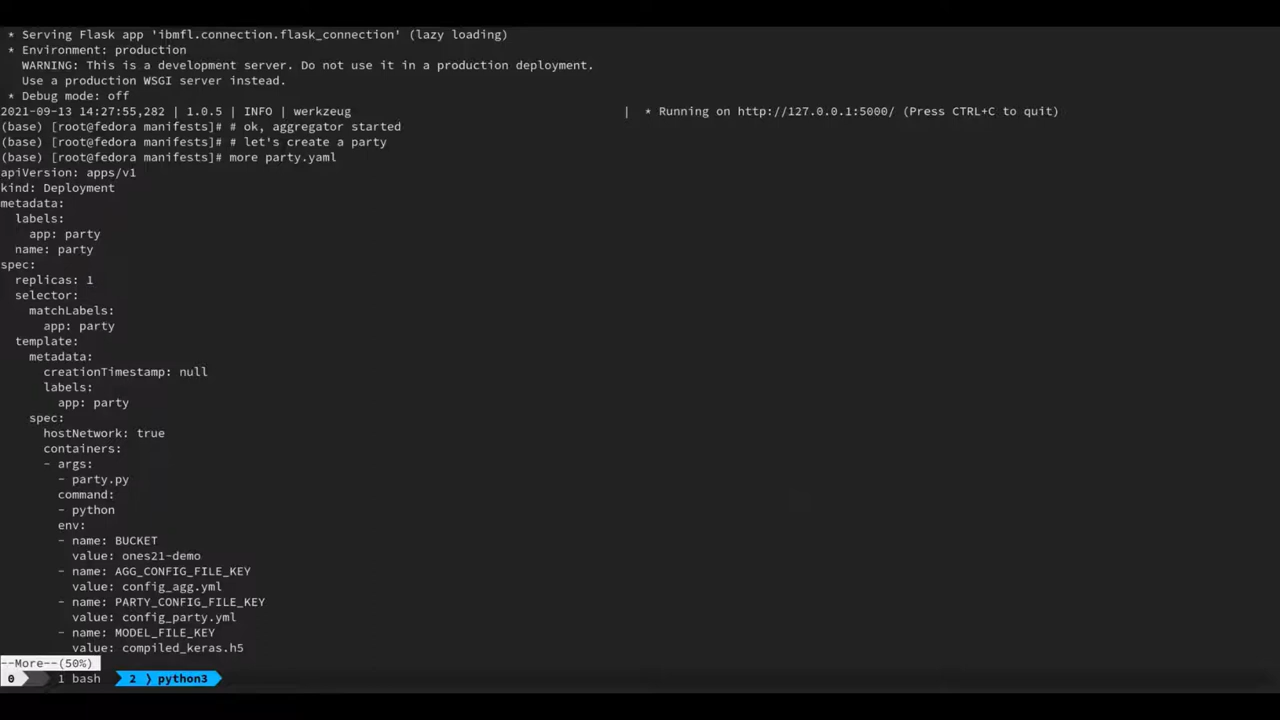 * Serving Flask app 'ibmfl.connection.flask_connection' (lazy loading)
 * Environment: production
   WARNING: This is a development server. Do not use it in a production deployment.
   Use a production WSGI server instead.
 * Debug mode: off
2021-09-13 14:27:55,282 | 1.0.5 | INFO | werkzeug                                      |  * Running on http://127.0.0.1:5000/ (Press CTRL+C to quit)
(base) [root@fedora manifests]# # ok, aggregator started
(base) [root@fedora manifests]# # let's create a party
(base) [root@fedora manifests]# more party.yaml
apiVersion: apps/v1
kind: Deployment
metadata:
  labels:
    app: party
  name: party
spec:
  replicas: 1
  selector:
    matchLabels:
      app: party
  template:
    metadata:
      creationTimestamp: null
      labels:
        app: party
    spec:
      hostNetwork: true
      containers:
      - args:
        - party.py
        command:
        - python
        env:
        - name: BUCKET
          value: ones21-demo
        - name: AGG_CONFIG_FILE_KEY
          value: config_agg.yml
        - name: PARTY_CONFIG_FILE_KEY
          value: config_party.yml
        - name: MODEL_FILE_KEY
          value: compiled_keras.h5
--More--(50%)
0 1 bash 2 ❭ python3